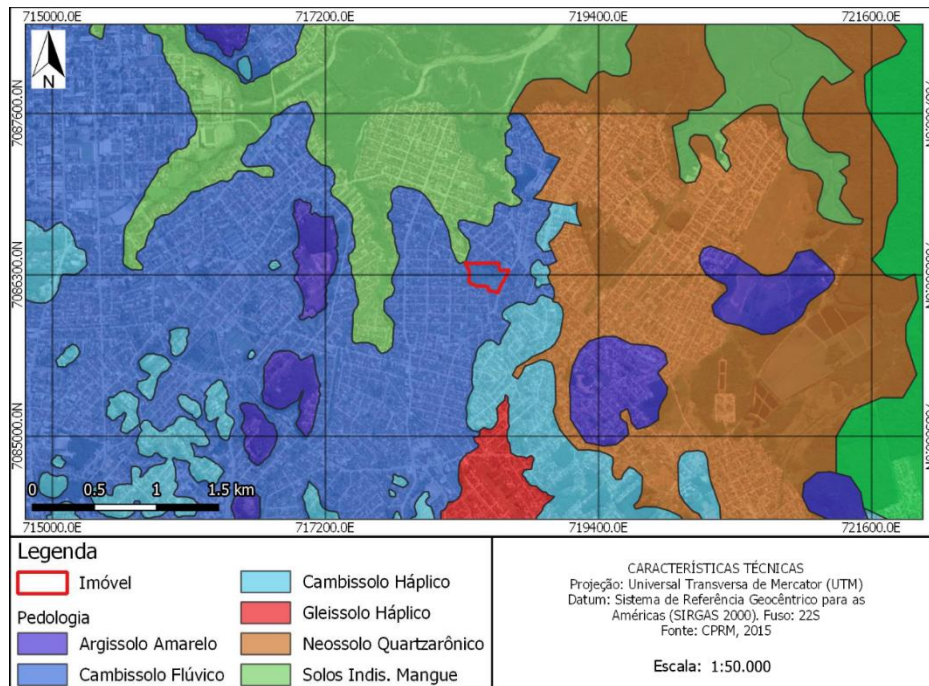 715000.0E 717200.0E 719400.0E 721600.0E
N
7087600.0N
7086300.0N
7085000.0N
0 0.5 1 1.5 km
715000.0E 717200.0E 719400.0E 721600.0E
Legenda
Imóvel
Pedologia
Argissolo Amarelo
Cambissolo Flúvico
Cambissolo Háplico
Gleissolo Háplico
Neossolo Quartzarônico
Solos Indis. Mangue
CARACTERÍSTICAS TÉCNICAS
Projeção: Universal Transversa de Mercator (UTM)
Datum: Sistema de Referência Geocêntrico para as
Américas (SIRGAS 2000). Fuso: 22S
Fonte: CPRM, 2015
Escala: 1:50.000